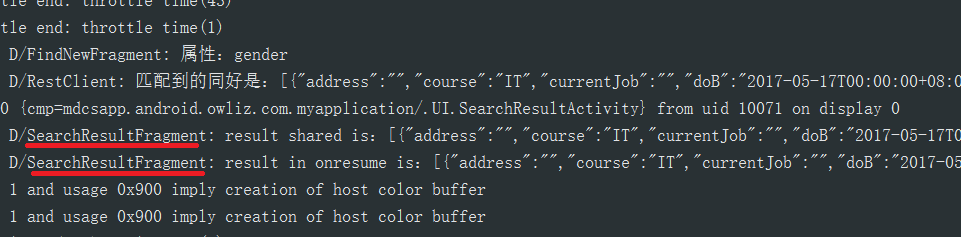 tle end: throttle time(43)
tle end: throttle time(1)
D/FindNewFragment: 属性：gender
D/RestClient: 匹配到的同好是：[{"address":"","course":"IT","currentJob":"","doB":"2017-05-17T00:00:00+08:0
0 {cmp=mdcsapp.android.owliz.com.myapplication/.UI.SearchResultActivity} from uid 10071 on display 0
D/SearchResultFragment: result shared is：[{"address":"","course":"IT","currentJob":"","doB":"2017-05-17T0
D/SearchResultFragment: result in onresume is：[{"address":"","course":"IT","currentJob":"","doB":"2017-05
1 and usage 0x900 imply creation of host color buffer
1 and usage 0x900 imply creation of host color buffer